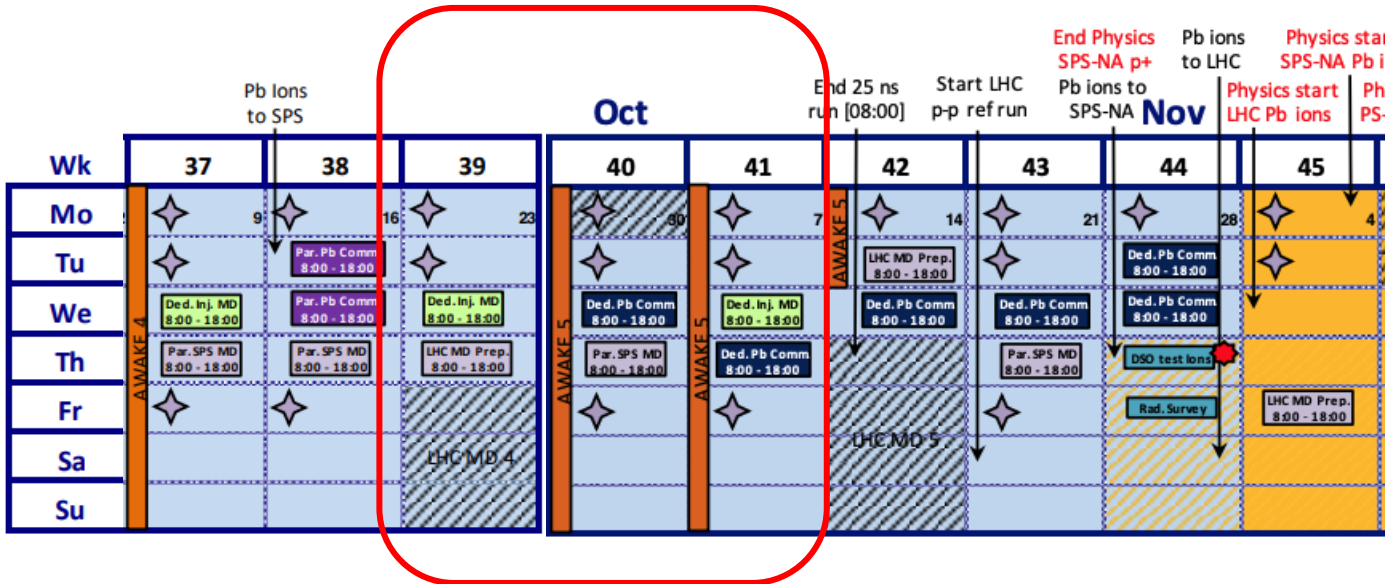 End Physics
SPS-NA p+
Pb ions to
SPS-NA
Pb ions
to LHC
Physics star
SPS-NA Pb i
Pb Ions
to SPS
Oct
End 25 ns
run [08:00]
Start LHC
p-p ref run
Nov
Physics start
LHC Pb ions
Ph
PS-
Wk 37 38 39 40 41 42 43 44 45
Mo 9 16 23 30 7 14 21 28 4
Tu
Par. Pb Comm
8:00 - 18:00
LHC MD Prep.
8:00 - 18:00
Ded. Pb Comm
8:00 - 18:00
We
Ded. Inj. MD
8:00 - 18:00
Par. Pb Comm
8:00 - 18:00
Ded. Inj. MD
8:00 - 18:00
Ded. Pb Comm
8:00 - 18:00
Ded. Inj. MD
8:00 - 18:00
Ded. Pb Comm
8:00 - 18:00
Ded. Pb Comm
8:00 - 18:00
Ded. Pb Comm
8:00 - 18:00
Th
Par. SPS MD
8:00 - 18:00
Par. SPS MD
8:00 - 18:00
LHC MD Prep.
8:00 - 18:00
Par. SPS MD
8:00 - 18:00
Ded. Pb Comm
8:00 - 18:00
Par. SPS MD
8:00 - 18:00
DSO test Ions
Fr
Rad. Survey
LHC MD Prep.
8:00 - 18:00
Sa
LHC MD 4
LHC MD 5
Su
AWAKE 4
AWAKE 5
AWAKE 5
AWAKE 5